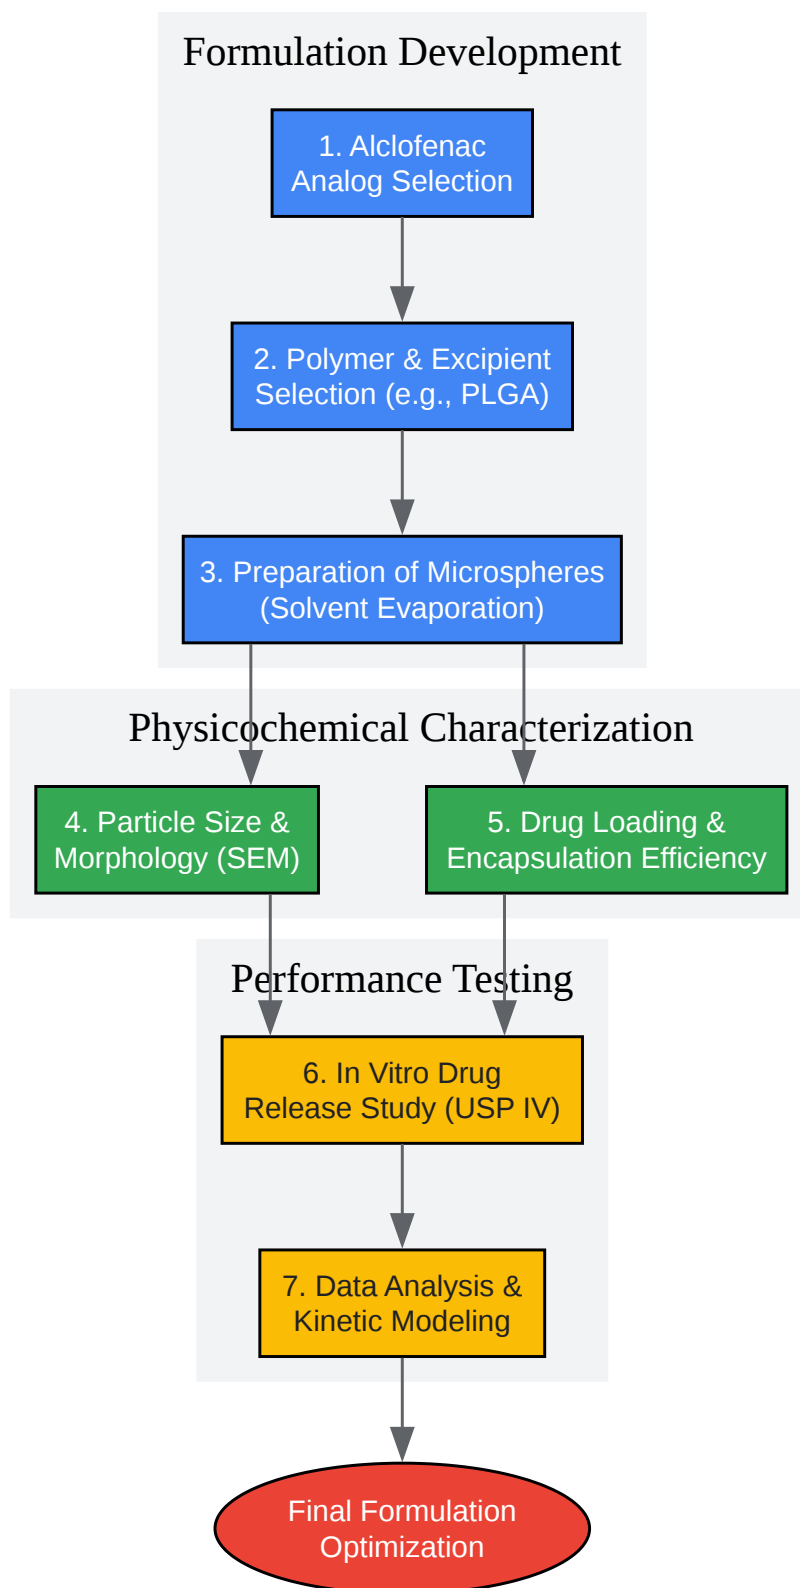 Formulation Development
1. Alclofenac
Analog Selection
2. Polymer & Excipient
Selection (e.g., PLGA)
3. Preparation of Microspheres
(Solvent Evaporation)
Physicochemical Characterization
4. Particle Size &
Morphology (SEM)
5. Drug Loading &
Encapsulation Efficiency
Performance Testing
6. In Vitro Drug
Release Study (USP IV)
7. Data Analysis &
Kinetic Modeling
Final Formulation
Optimization